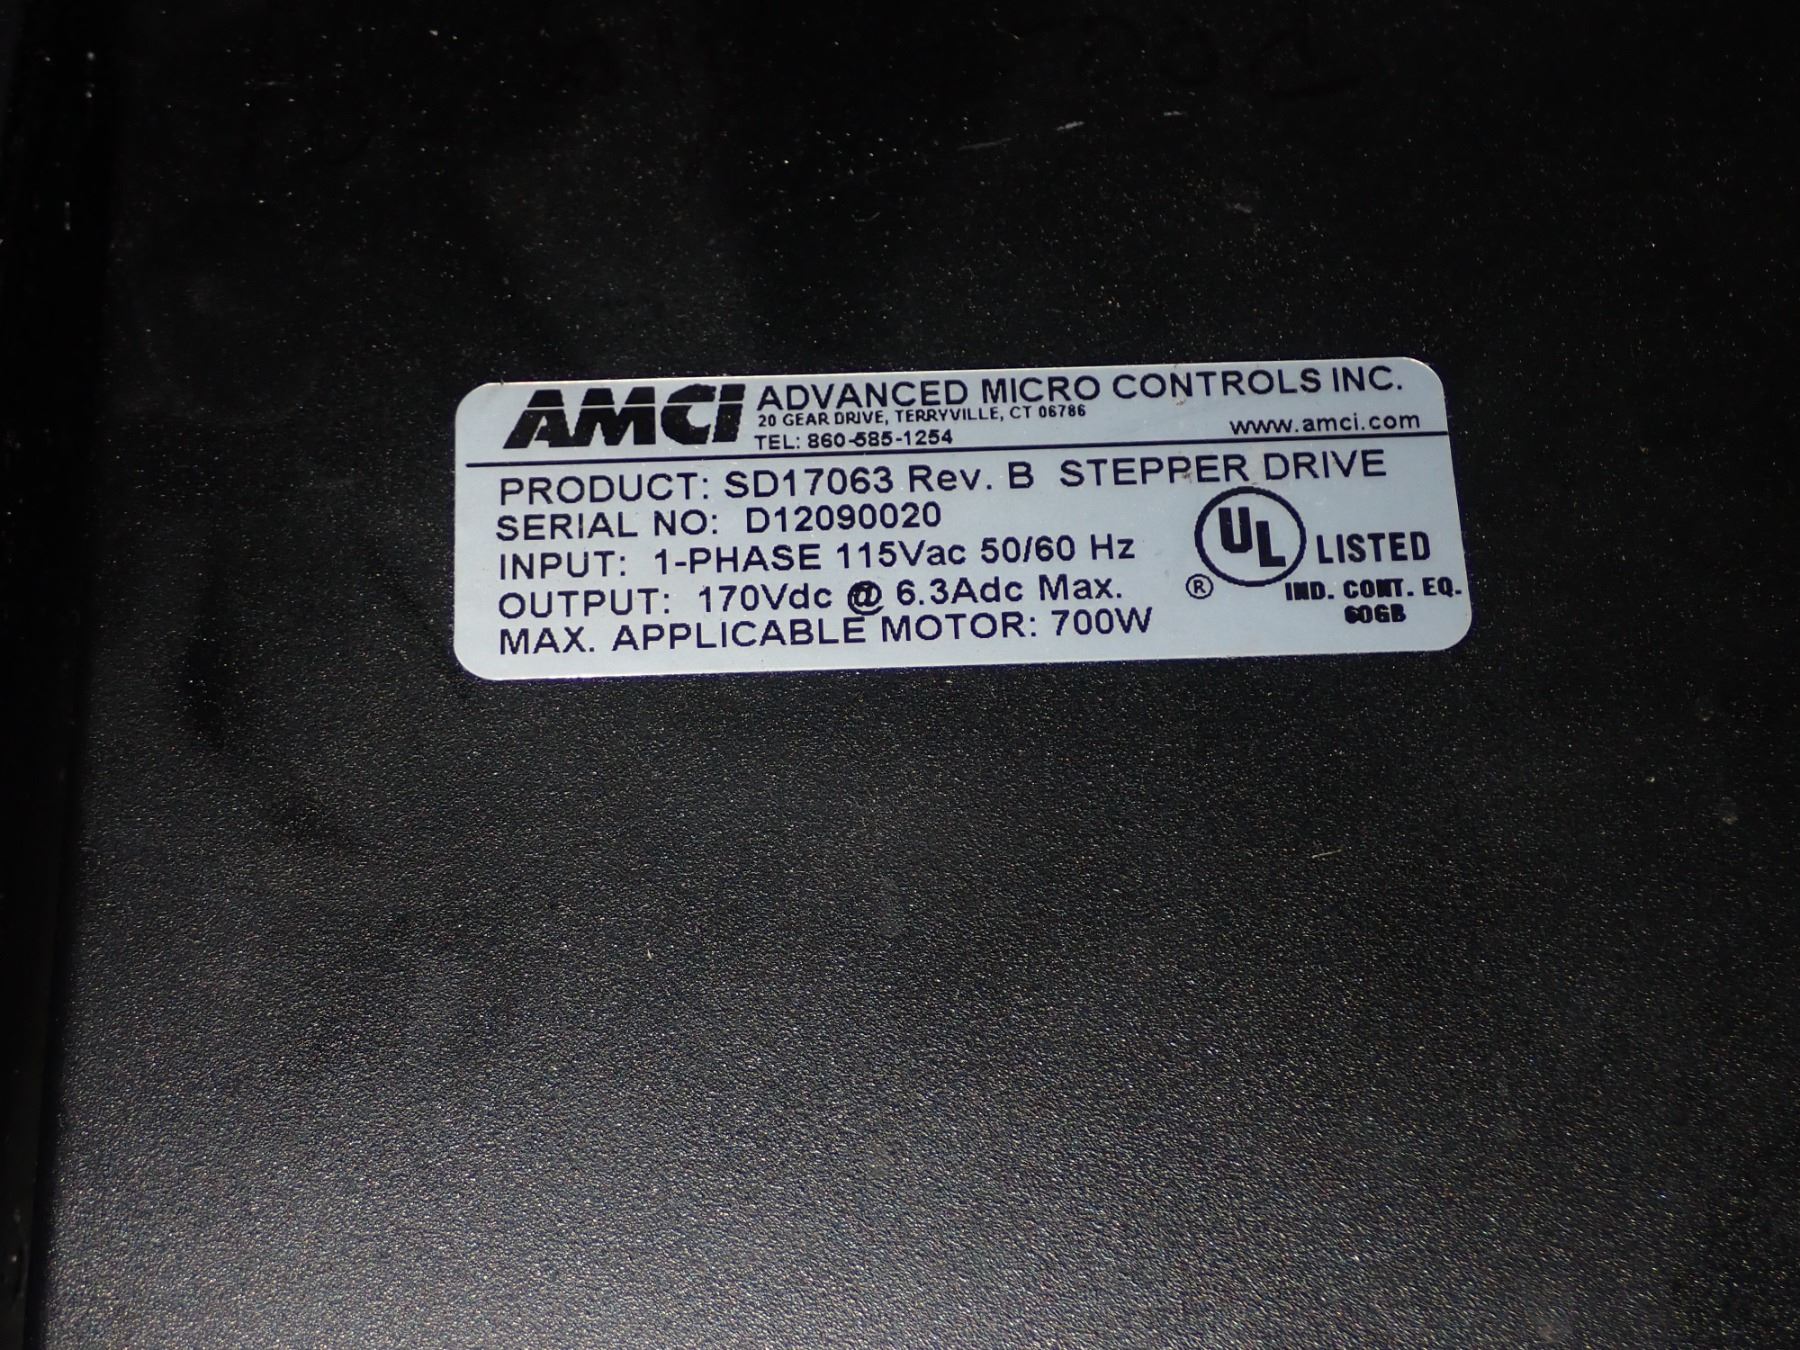 AMCI ADVANCED MICRO CONTROLS INC.
20 GEAR DRIVE, TERRYVILLE, CT 06786
TEL: 860-585-1254
www.amci.com
PRODUCT: SD17063 Rev. B STEPPER DRIVE
SERIAL NO: D12090020
INPUT: 1-PHASE 115Vac 50/60 Hz
OUTPUT: 170Vdc @ 6.3Adc Max.
MAX. APPLICABLE MOTOR: 700W
UL LISTED
®
IND. CONT. EQ.
60GB